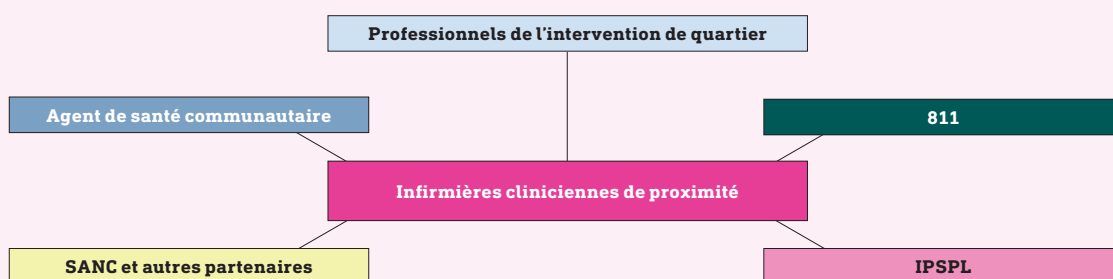 Professionnels de l'intervention de quartier
Agent de santé communautaire
811
Infirmières cliniciennes de proximité
SANC et autres partenaires
IPSPL